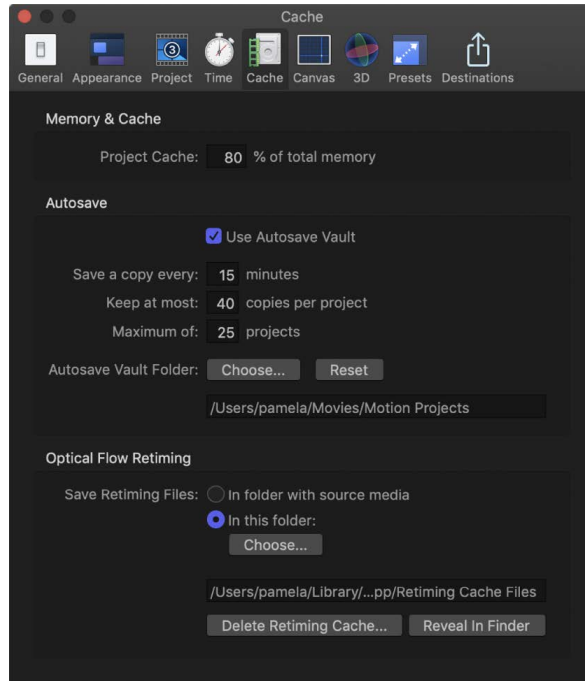 Cache
3
General Appearance Project Time Cache Canvas 3D Presets Destinations
Memory & Cache
Project Cache: 80 % of total memory
Autosave
Use Autosave Vault
Save a copy every: 15 minutes
Keep at most: 40 copies per project
Maximum of: 25 projects
Autosave Vault Folder: Choose... Reset
/Users/pamela/Movies/Motion Projects
Optical Flow Retiming
Save Retiming Files: In folder with source media
In this folder:
Choose...
/Users/pamela/Library/...pp/Retiming Cache Files
Delete Retiming Cache... Reveal In Finder